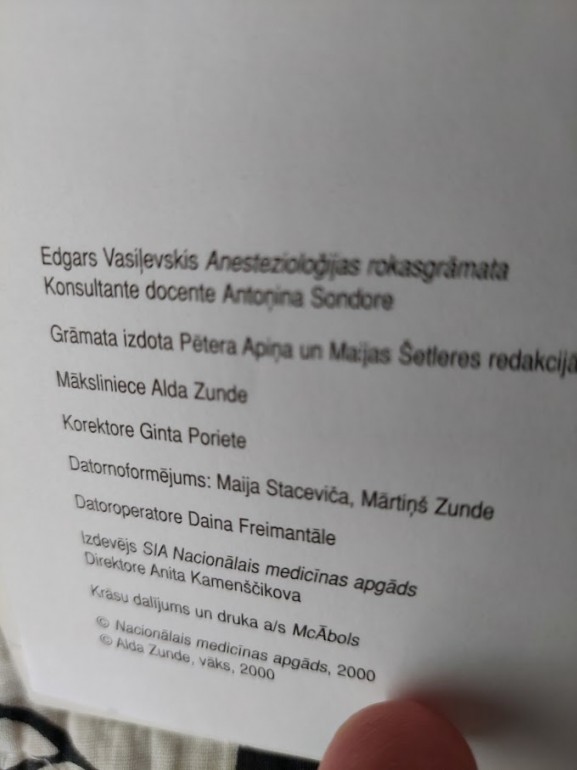 Edgars Vasiļevskis Anestezioloģijas rokasgrāmata
Konsultante docente Antoņina Sondore
Grāmata izdota Pētera Apiņa un Maijas Šetleres redakcijā
Māksliniece Alda Zunde
Korektore Ginta Poriete
Datornoformējums: Maija Staceviča, Mārtiņš Zunde
Datoroperatore Daina Freimantāle
Izdevējs SIA Nacionālais medicīnas apgāds
Direktore Anita Kamenščikova
Krāsu dalījums un druka a/s McĀbols
© Nacionālais medicīnas apgāds, 2000
© Alda Zunde, vāks, 2000